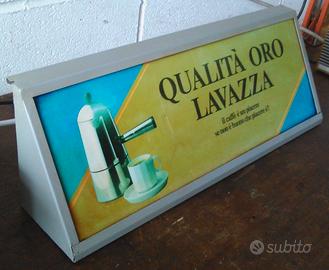 QUALITÀ ORO
LAVAZZA
il caffè è un piacere
se non è buono che piacere è?
subito